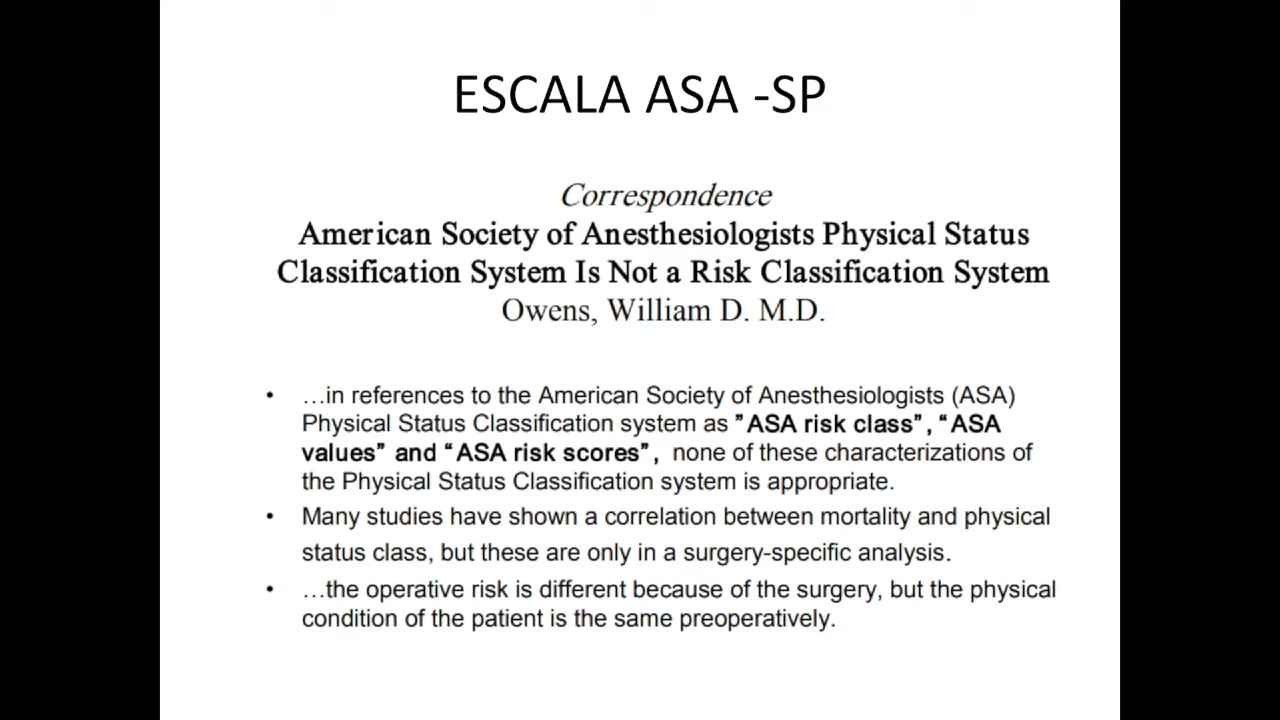 ESCALA ASA -SP
Correspondence
American Society of Anesthesiologists Physical Status
Classification System Is Not a Risk Classification System
Owens, William D. M.D.
• …in references to the American Society of Anesthesiologists (ASA)
Physical Status Classification system as ”ASA risk class”, “ASA
values” and “ASA risk scores”, none of these characterizations of
the Physical Status Classification system is appropriate.
• Many studies have shown a correlation between mortality and physical
status class, but these are only in a surgery-specific analysis.
• …the operative risk is different because of the surgery, but the physical
condition of the patient is the same preoperatively.